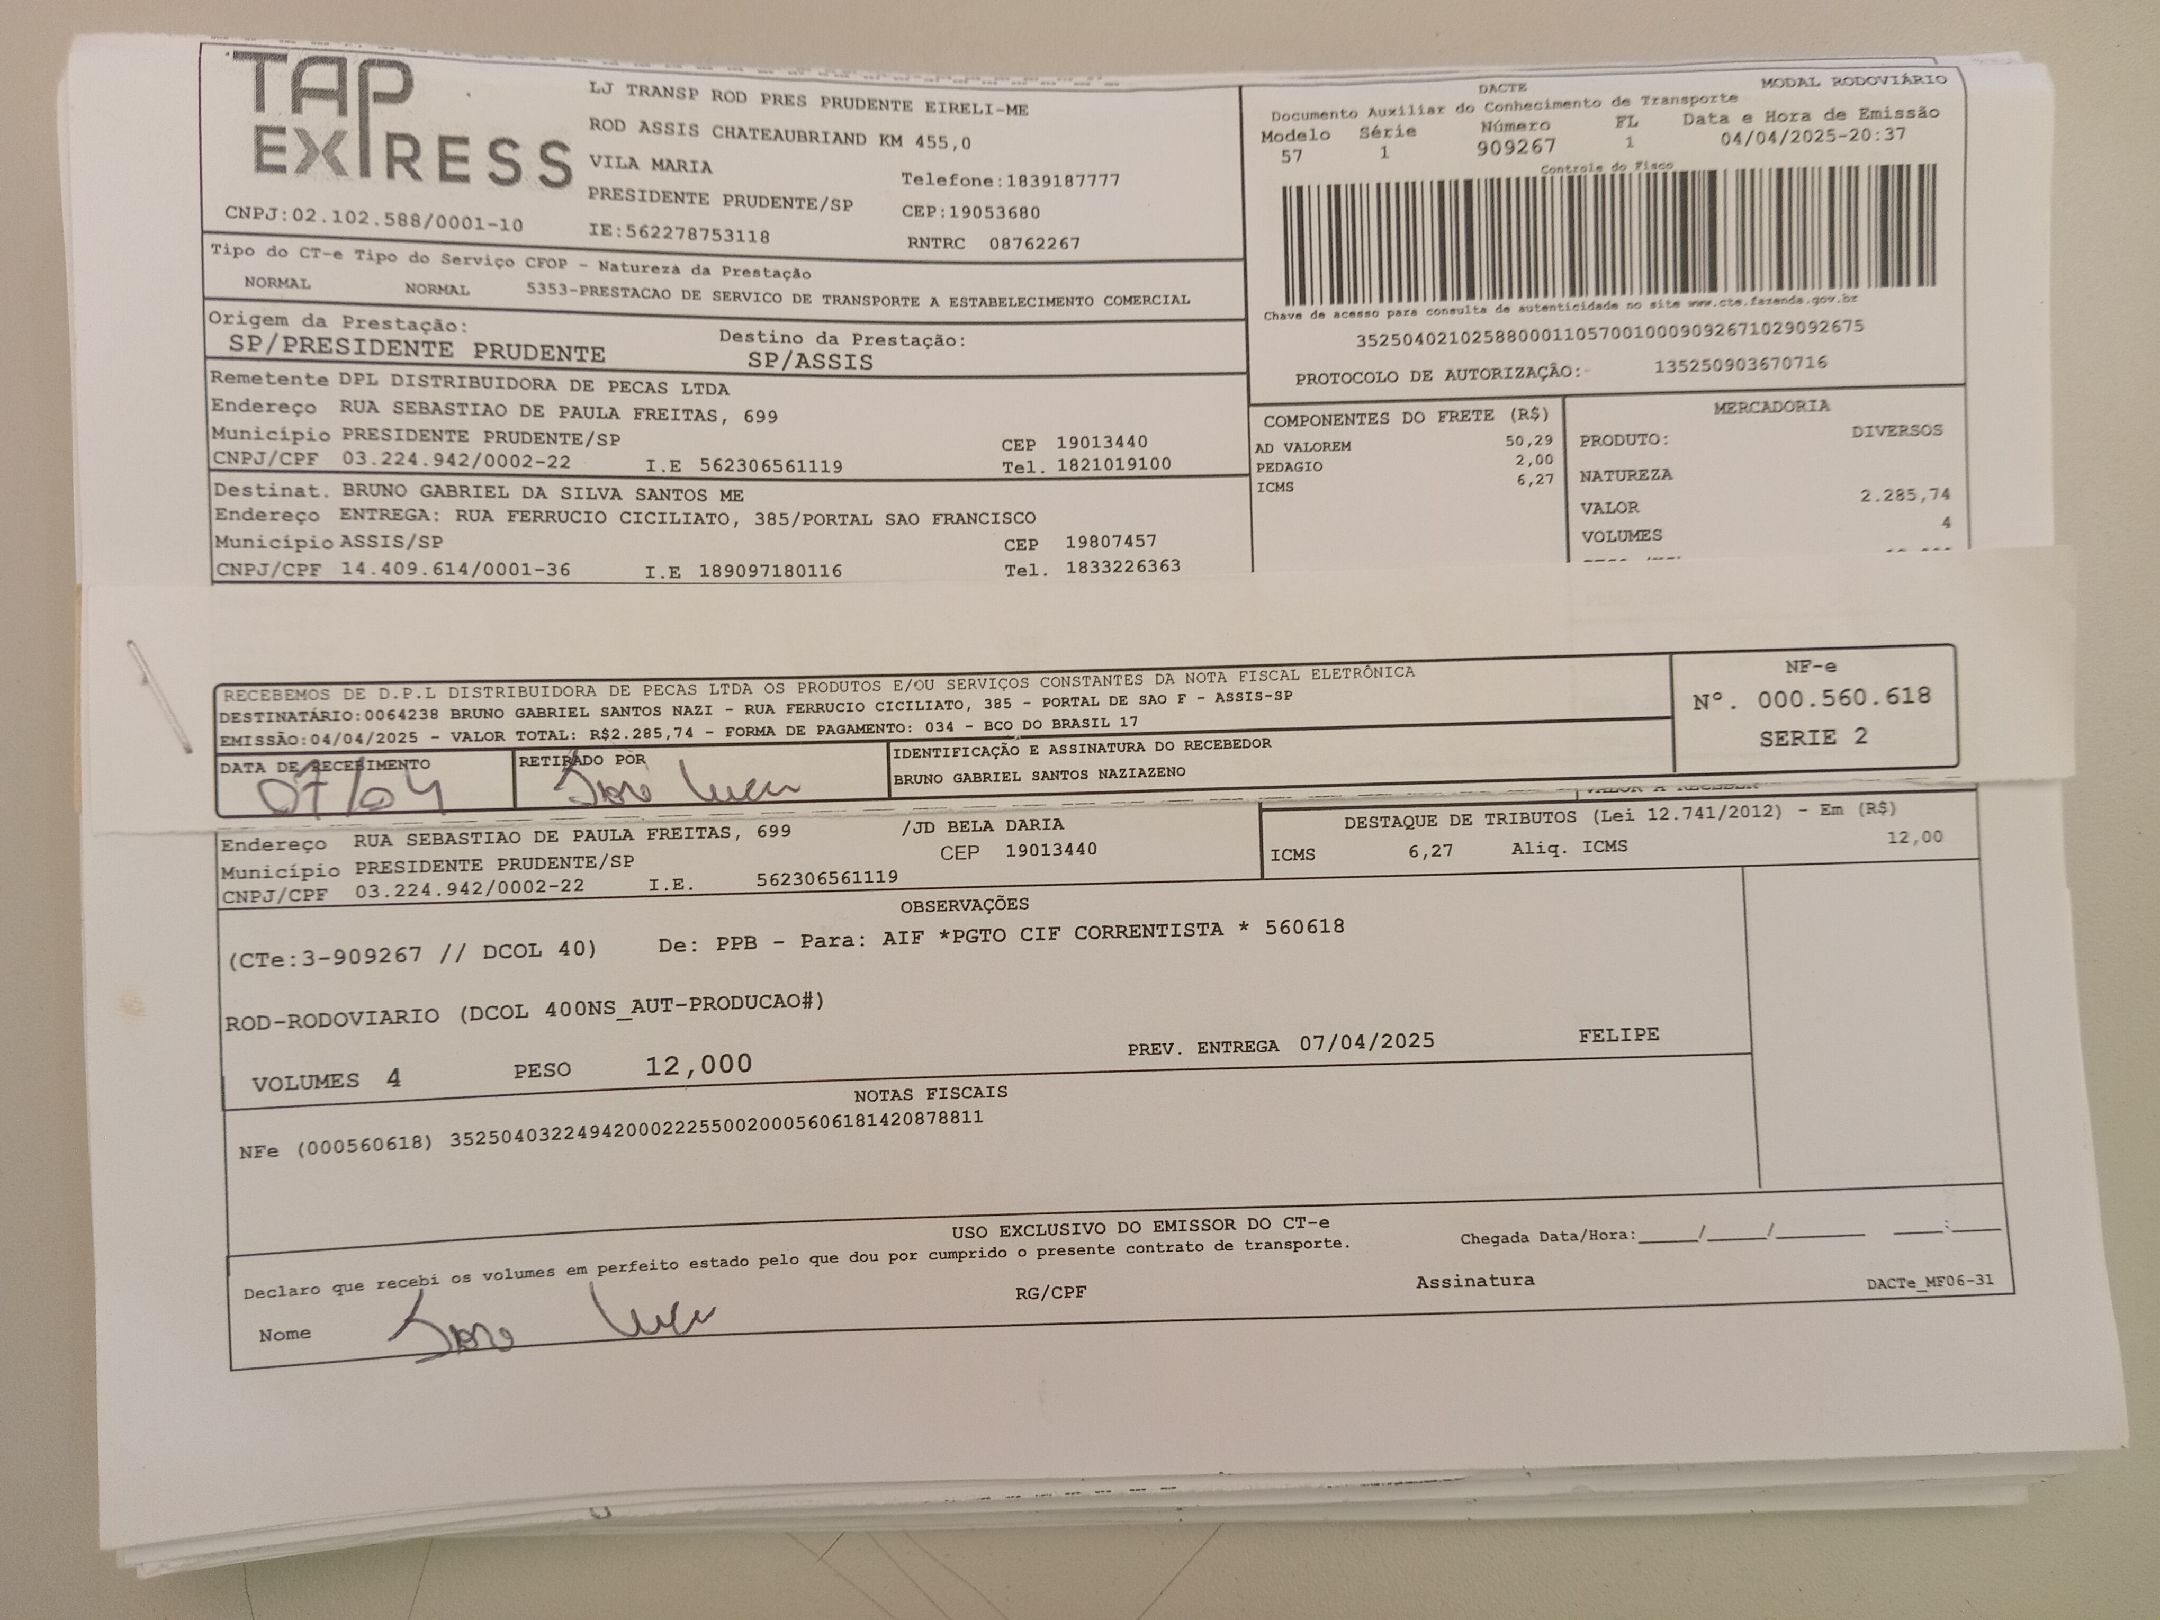 TAP EXPRESS
LJ TRANSP ROD PRES PRUDENTE EIRELI-ME
ROD ASSIS CHATEAUBRIAND KM 455,0
VILA MARIA
Telefone:1839187777
PRESIDENTE PRUDENTE/SP
CEP:19053680
CNPJ:02.102.588/0001-10
IE:562278753118
RNTRC 08762267
DACTE
MODAL RODOVIÁRIO
Documento Auxiliar do Conhecimento de Transporte
Modelo Série Número FL Data e Hora de Emissão
57 1 909267 1 04/04/2025-20:37
Controle do Fisco
Chave de acesso para consulta de autenticidade no site www.cte.fazenda.gov.br
35250402102588000110570010009092671029092675
PROTOCOLO DE AUTORIZAÇÃO:- 135250903670716
Tipo do CT-e Tipo do Serviço CFOP - Natureza da Prestação
NORMAL NORMAL 5353-PRESTACAO DE SERVICO DE TRANSPORTE A ESTABELECIMENTO COMERCIAL
Origem da Prestação: Destino da Prestação:
SP/PRESIDENTE PRUDENTE SP/ASSIS
Remetente DPL DISTRIBUIDORA DE PECAS LTDA
Endereço RUA SEBASTIAO DE PAULA FREITAS, 699
Município PRESIDENTE PRUDENTE/SP CEP 19013440
CNPJ/CPF 03.224.942/0002-22 I.E 562306561119 Tel. 1821019100
Destinat. BRUNO GABRIEL DA SILVA SANTOS ME
Endereço ENTREGA: RUA FERRUCIO CICILIATO, 385/PORTAL SAO FRANCISCO
Município ASSIS/SP CEP 19807457
CNPJ/CPF 14.409.614/0001-36 I.E 189097180116 Tel. 1833226363
COMPONENTES DO FRETE (R$)
AD VALOREM 50,29
PEDAGIO 2,00
ICMS 6,27
MERCADORIA
PRODUTO: DIVERSOS
NATUREZA
VALOR 2.285,74
VOLUMES 4
RECEBEMOS DE D.P.L DISTRIBUIDORA DE PECAS LTDA OS PRODUTOS E/OU SERVIÇOS CONSTANTES DA NOTA FISCAL ELETRÔNICA
DESTINATÁRIO:0064238 BRUNO GABRIEL SANTOS NAZI - RUA FERRUCIO CICILIATO, 385 - PORTAL DE SAO F - ASSIS-SP
EMISSÃO:04/04/2025 - VALOR TOTAL: R$2.285,74 - FORMA DE PAGAMENTO: 034 - BCO DO BRASIL 17
NF-e
Nº. 000.560.618
SERIE 2
DATA DE RECEBIMENTO
07/04
RETIRADO POR
IDENTIFICAÇÃO E ASSINATURA DO RECEBEDOR
BRUNO GABRIEL SANTOS NAZIAZENO
VALOR A RECEBER
Endereço RUA SEBASTIAO DE PAULA FREITAS, 699 /JD BELA DARIA
Município PRESIDENTE PRUDENTE/SP CEP 19013440
CNPJ/CPF 03.224.942/0002-22 I.E. 562306561119
DESTAQUE DE TRIBUTOS (Lei 12.741/2012) - Em (R$)
ICMS 6,27 Aliq. ICMS 12,00
OBSERVAÇÕES
(CTe:3-909267 // DCOL 40) De: PPB - Para: AIF *PGTO CIF CORRENTISTA * 560618
ROD-RODOVIARIO (DCOL 400NS_AUT-PRODUCAO#)
VOLUMES 4 PESO 12,000 PREV. ENTREGA 07/04/2025 FELIPE
NOTAS FISCAIS
NFe (000560618) 35250403224942000222550020005606181420878811
USO EXCLUSIVO DO EMISSOR DO CT-e
Declaro que recebi os volumes em perfeito estado pelo que dou por cumprido o presente contrato de transporte.
Chegada Data/Hora:_____/_____/________ ____:____
Nome
RG/CPF
Assinatura
DACTe_MF06-31